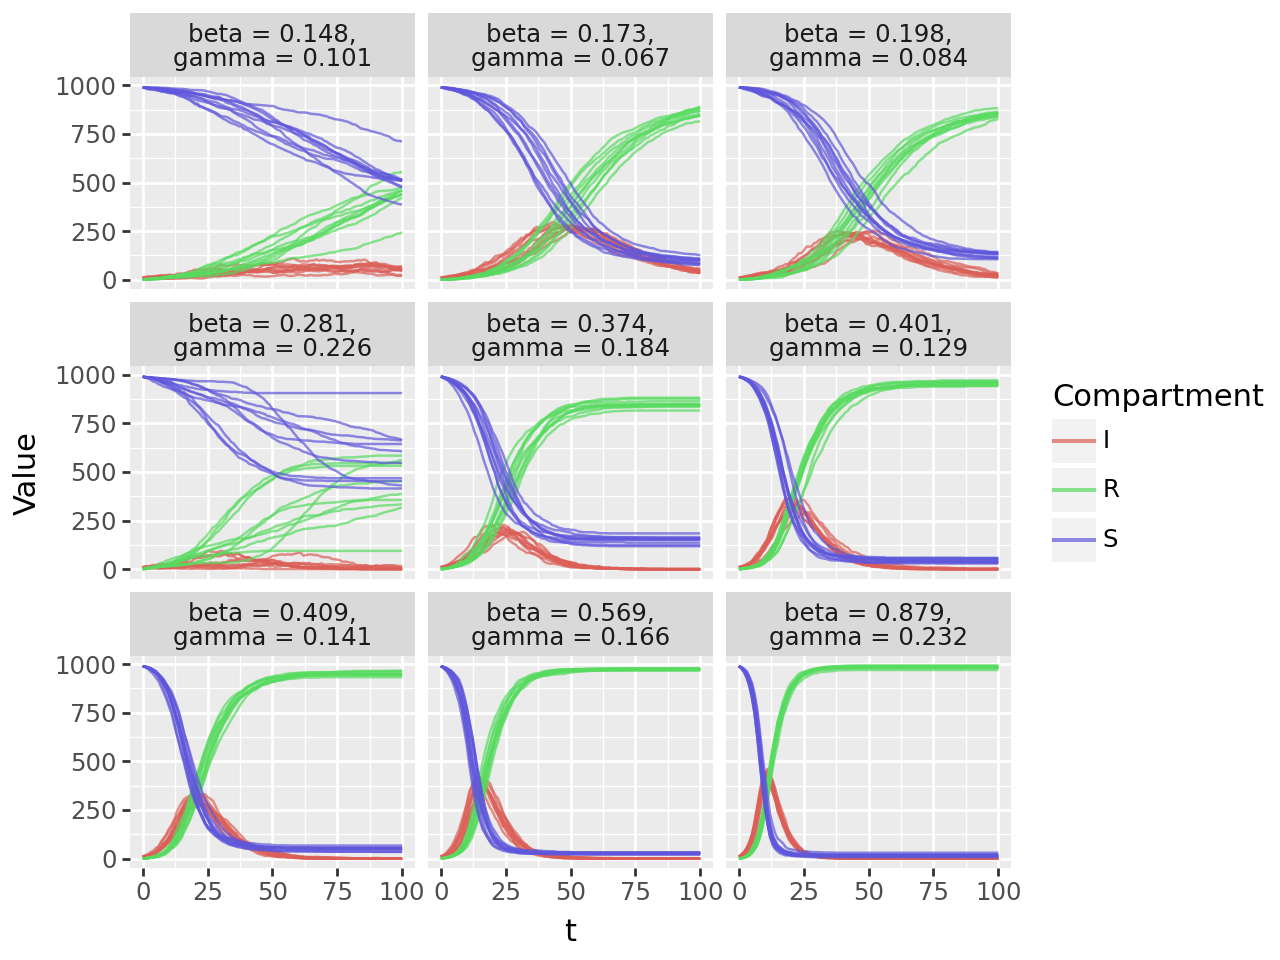 beta = 0.148,
gamma = 0.101
beta = 0.173,
gamma = 0.067
beta = 0.198,
gamma = 0.084
1000
750
500
250
0
beta = 0.281,
gamma = 0.226
beta = 0.374,
gamma = 0.184
beta = 0.401,
gamma = 0.129
1000
750
500
250
0
beta = 0.409,
gamma = 0.141
beta = 0.569,
gamma = 0.166
beta = 0.879,
gamma = 0.232
1000
750
500
250
0
0 25 50 75 100
0 25 50 75 100
0 25 50 75 100
t
Value
Compartment
I
R
S